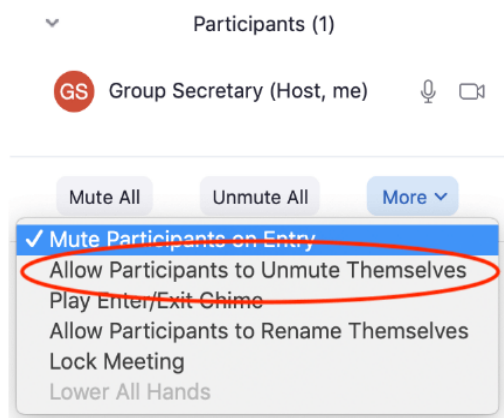 Participants (1)
GS Group Secretary (Host, me)
Mute All Unmute All More
✓ Mute Participants on Entry
Allow Participants to Unmute Themselves
Play Enter/Exit Chime
Allow Participants to Rename Themselves
Lock Meeting
Lower All Hands